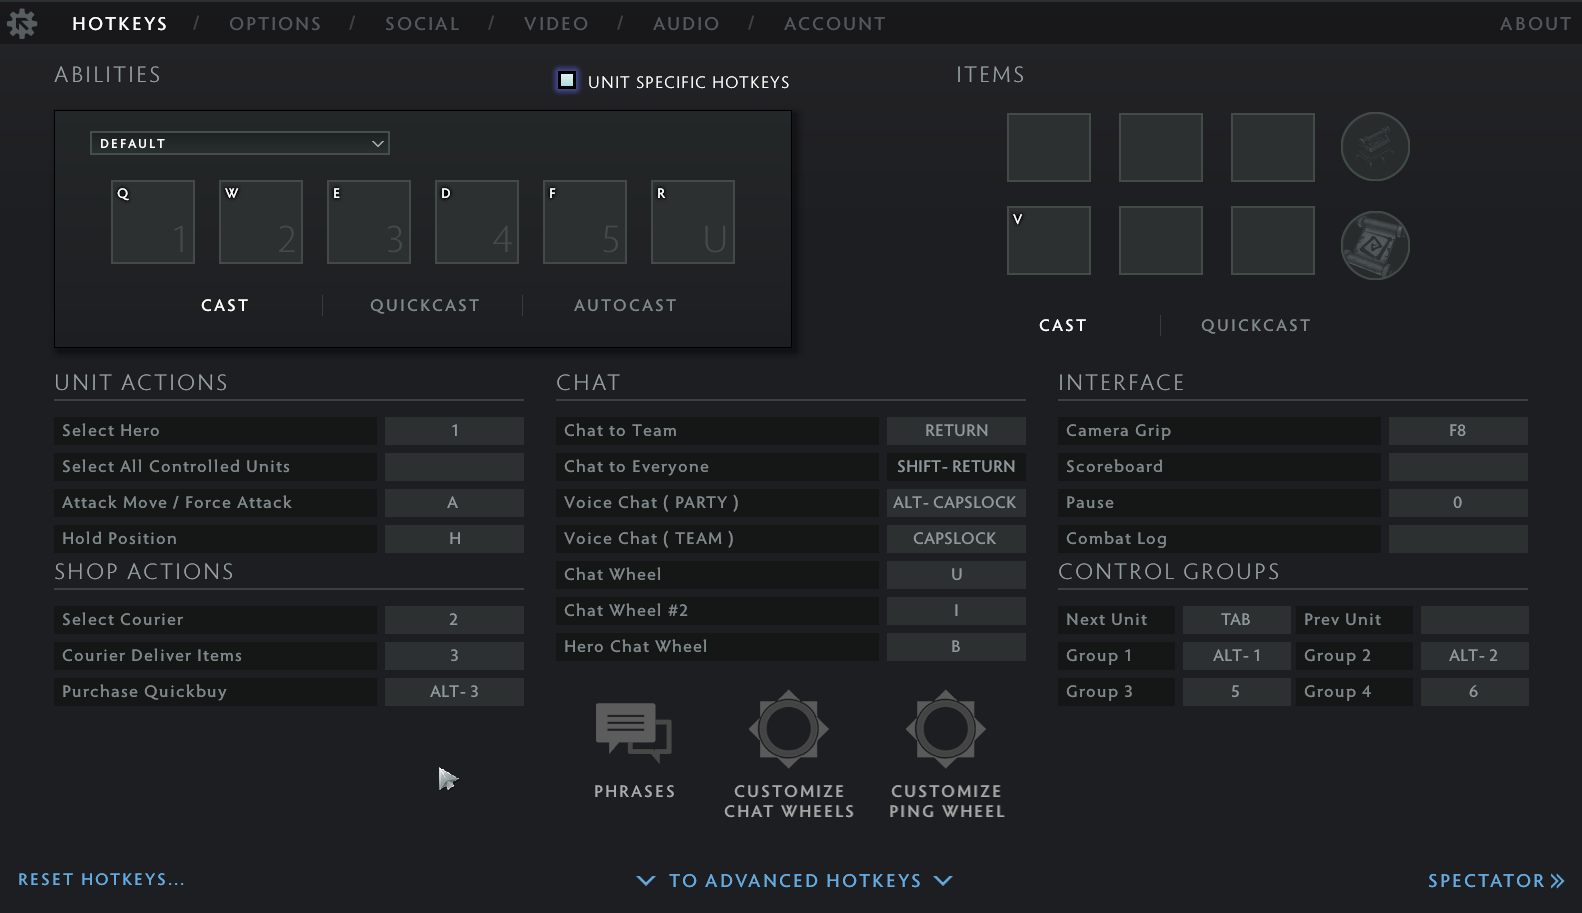 HOTKEYS / OPTIONS / SOCIAL / VIDEO / AUDIO / ACCOUNT ABOUT
ABILITIES
UNIT SPECIFIC HOTKEYS
ITEMS
DEFAULT
Q W E D F R
1 2 3 4 5 U
V
CAST QUICKCAST AUTOCAST
CAST QUICKCAST
UNIT ACTIONS
Select Hero 1
Select All Controlled Units
Attack Move / Force Attack A
Hold Position H
SHOP ACTIONS
Select Courier 2
Courier Deliver Items 3
Purchase Quickbuy ALT- 3
CHAT
Chat to Team RETURN
Chat to Everyone SHIFT- RETURN
Voice Chat ( PARTY ) ALT- CAPSLOCK
Voice Chat ( TEAM ) CAPSLOCK
Chat Wheel U
Chat Wheel #2 I
Hero Chat Wheel B
PHRASES
CUSTOMIZE
CHAT WHEELS
CUSTOMIZE
PING WHEEL
INTERFACE
Camera Grip F8
Scoreboard
Pause 0
Combat Log
CONTROL GROUPS
Next Unit TAB Prev Unit
Group 1 ALT- 1 Group 2 ALT- 2
Group 3 5 Group 4 6
RESET HOTKEYS...
TO ADVANCED HOTKEYS
SPECTATOR